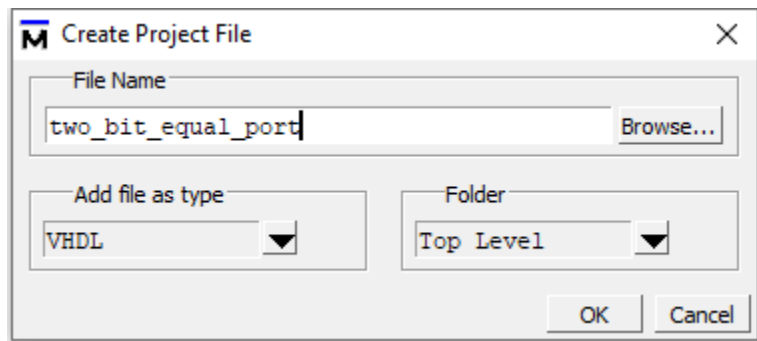 M Create Project File
File Name
two_bit_equal_port
Browse...
Add file as type
Folder
VHDL
Top Level
OK
Cancel